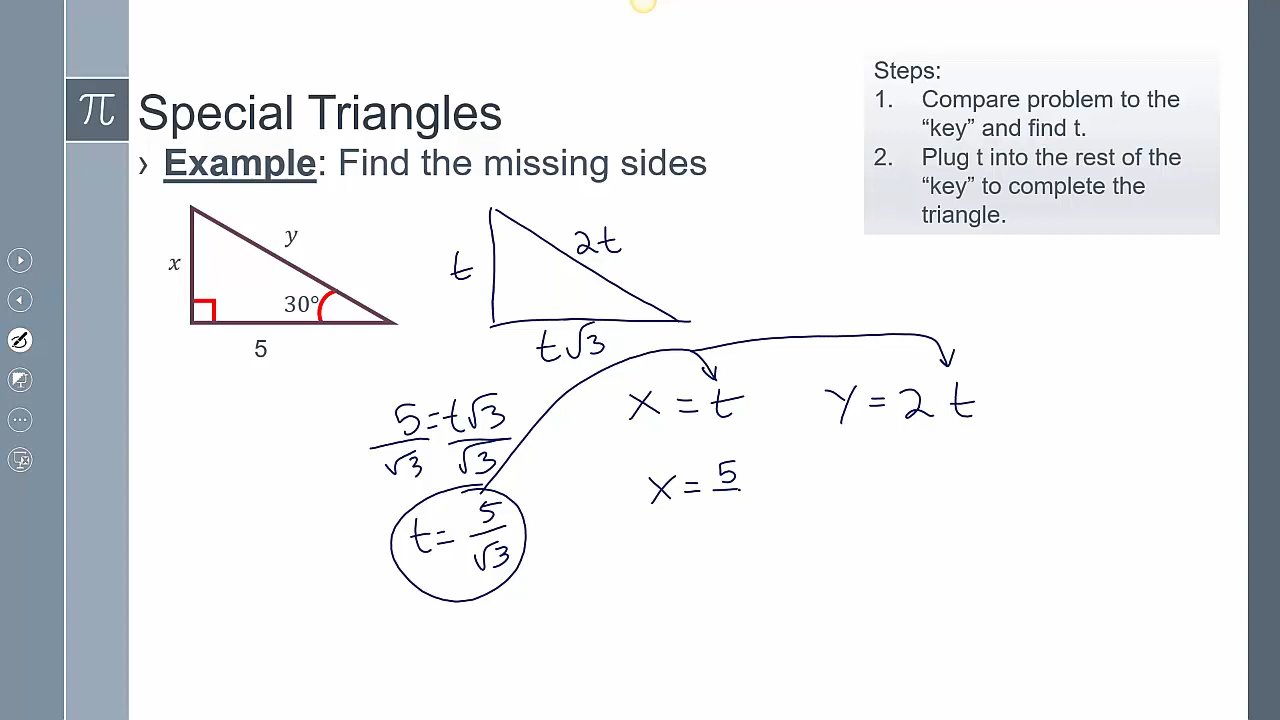 Steps:
1. Compare problem to the
“key” and find t.
2. Plug t into the rest of the
“key” to complete the
triangle.
π
Special Triangles
› Example: Find the missing sides
y
x
30°
5
2t
t
t√3
5 = t√3
√3 √3
t = 5/√3
x = t
y = 2 t
x = 5